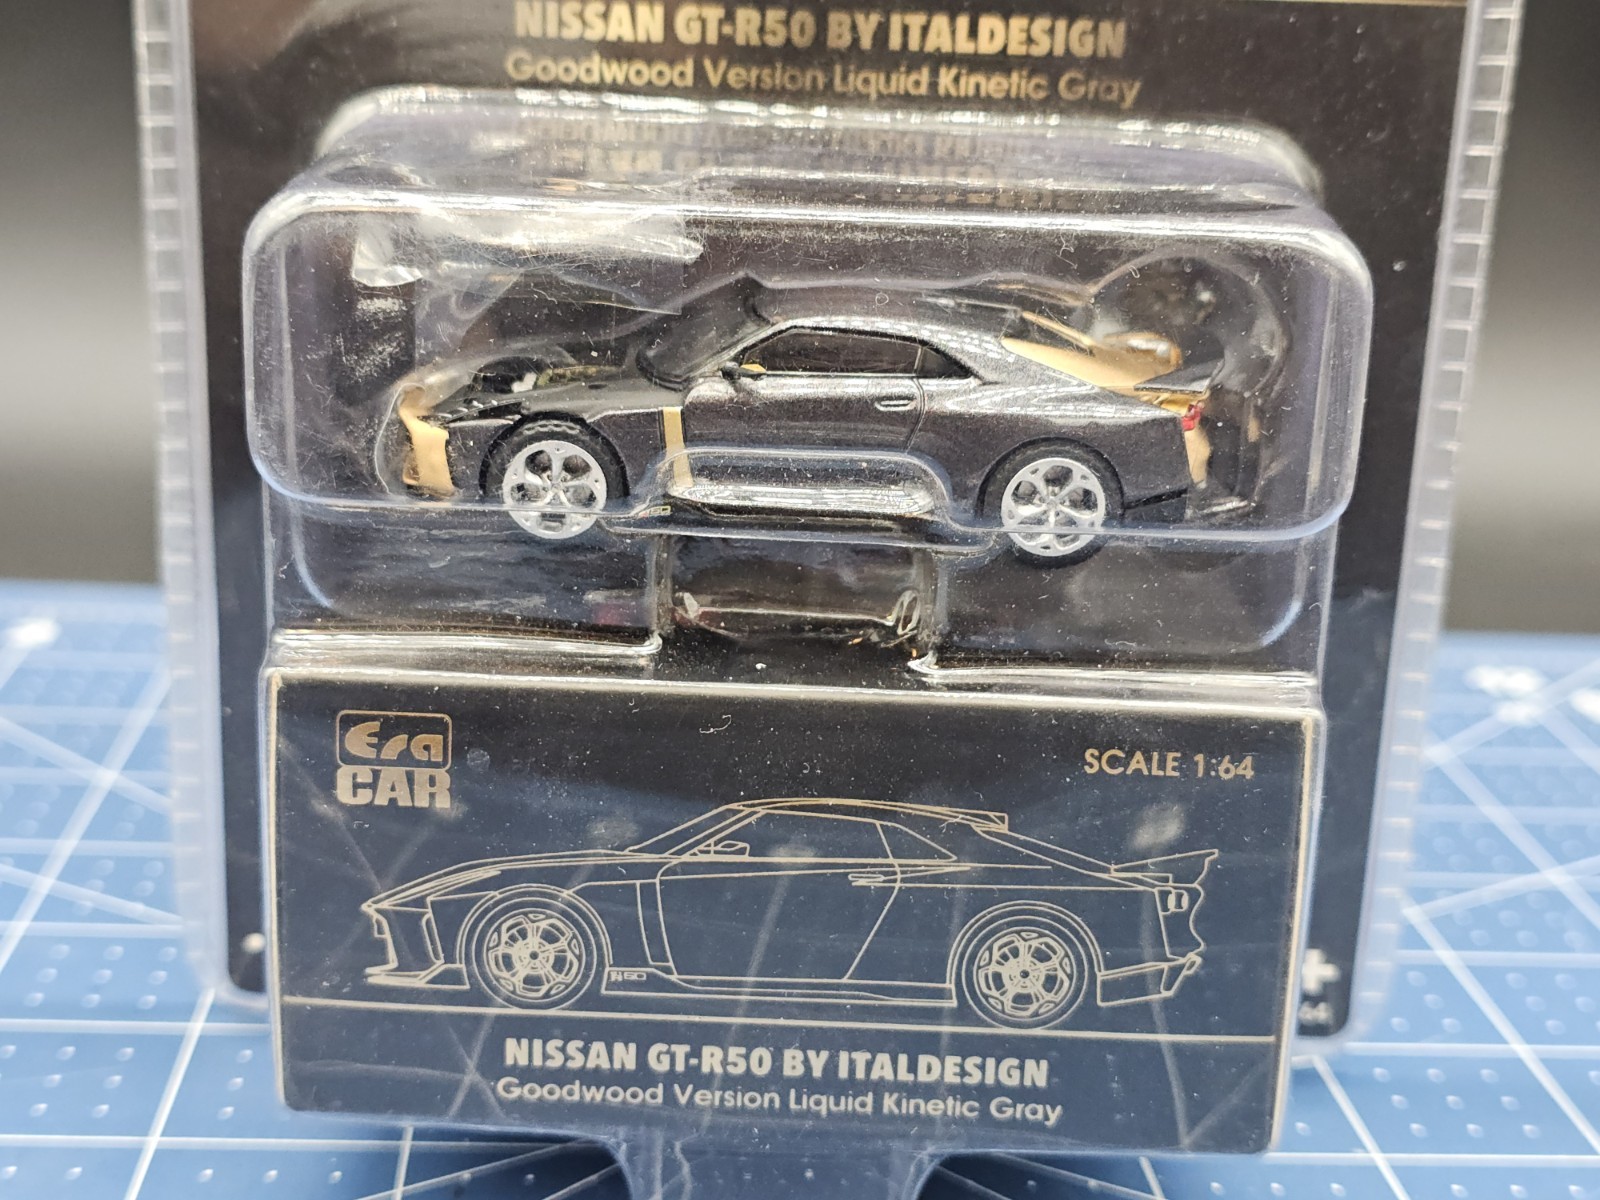 NISSAN GT-R50 BY ITALDESIGN
Goodwood Version Liquid Kinetic Gray
Era
CAR
SCALE 1:64
NISSAN GT-R50 BY ITALDESIGN
Goodwood Version Liquid Kinetic Gray